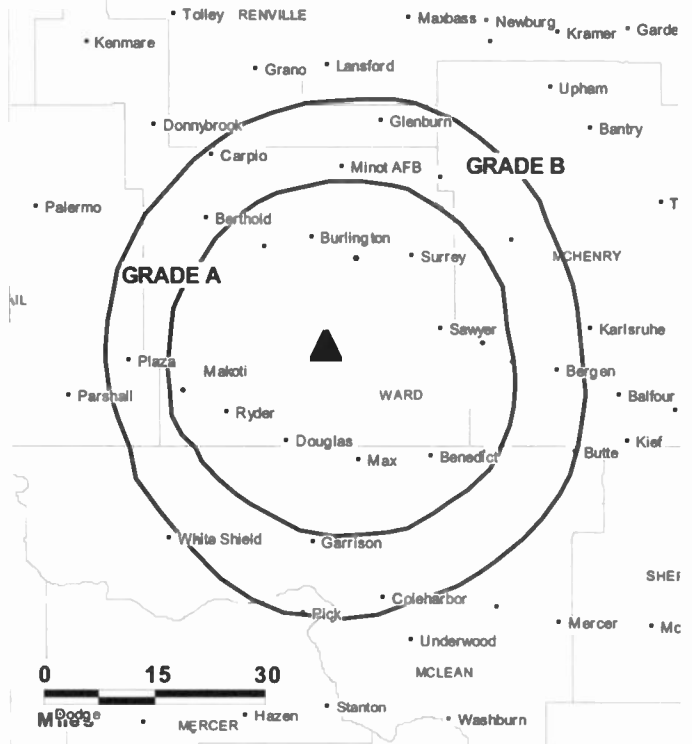 Tolley RENVILLE
Maxbass
Newburg
Kramer
Garde
Kenmare
Grano
Lansford
Upham
Donnybrook
Glenburn
Bantry
Carpio
Minot AFB
GRADE B
Palermo
T
Berthold
Burlington
Surrey
MCHENRY
GRADE A
AIL
Sawyer
Karlsruhe
Plaza
Makoti
Bergen
Parshall
WARD
Balfour
Ryder
Douglas
Kief
Max
Benedict
Butte
White Shield
Garrison
SHEF
Pick
Coleharbor
Mercer
Mc
Underwood
0 15 30
MCLEAN
Miles
Dodge
MERCER
Hazen
Stanton
Washburn